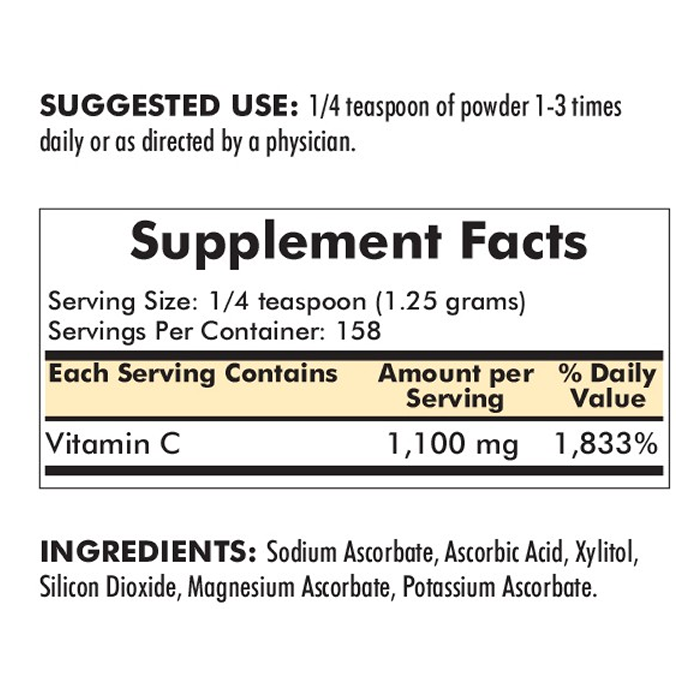 SUGGESTED USE: 1/4 teaspoon of powder 1-3 times
daily or as directed by a physician.
Supplement Facts
Serving Size: 1/4 teaspoon (1.25 grams)
Servings Per Container: 158
Each Serving Contains Amount per Serving % Daily Value
Vitamin C 1,100 mg 1,833%
INGREDIENTS: Sodium Ascorbate, Ascorbic Acid, Xylitol,
Silicon Dioxide, Magnesium Ascorbate, Potassium Ascorbate.